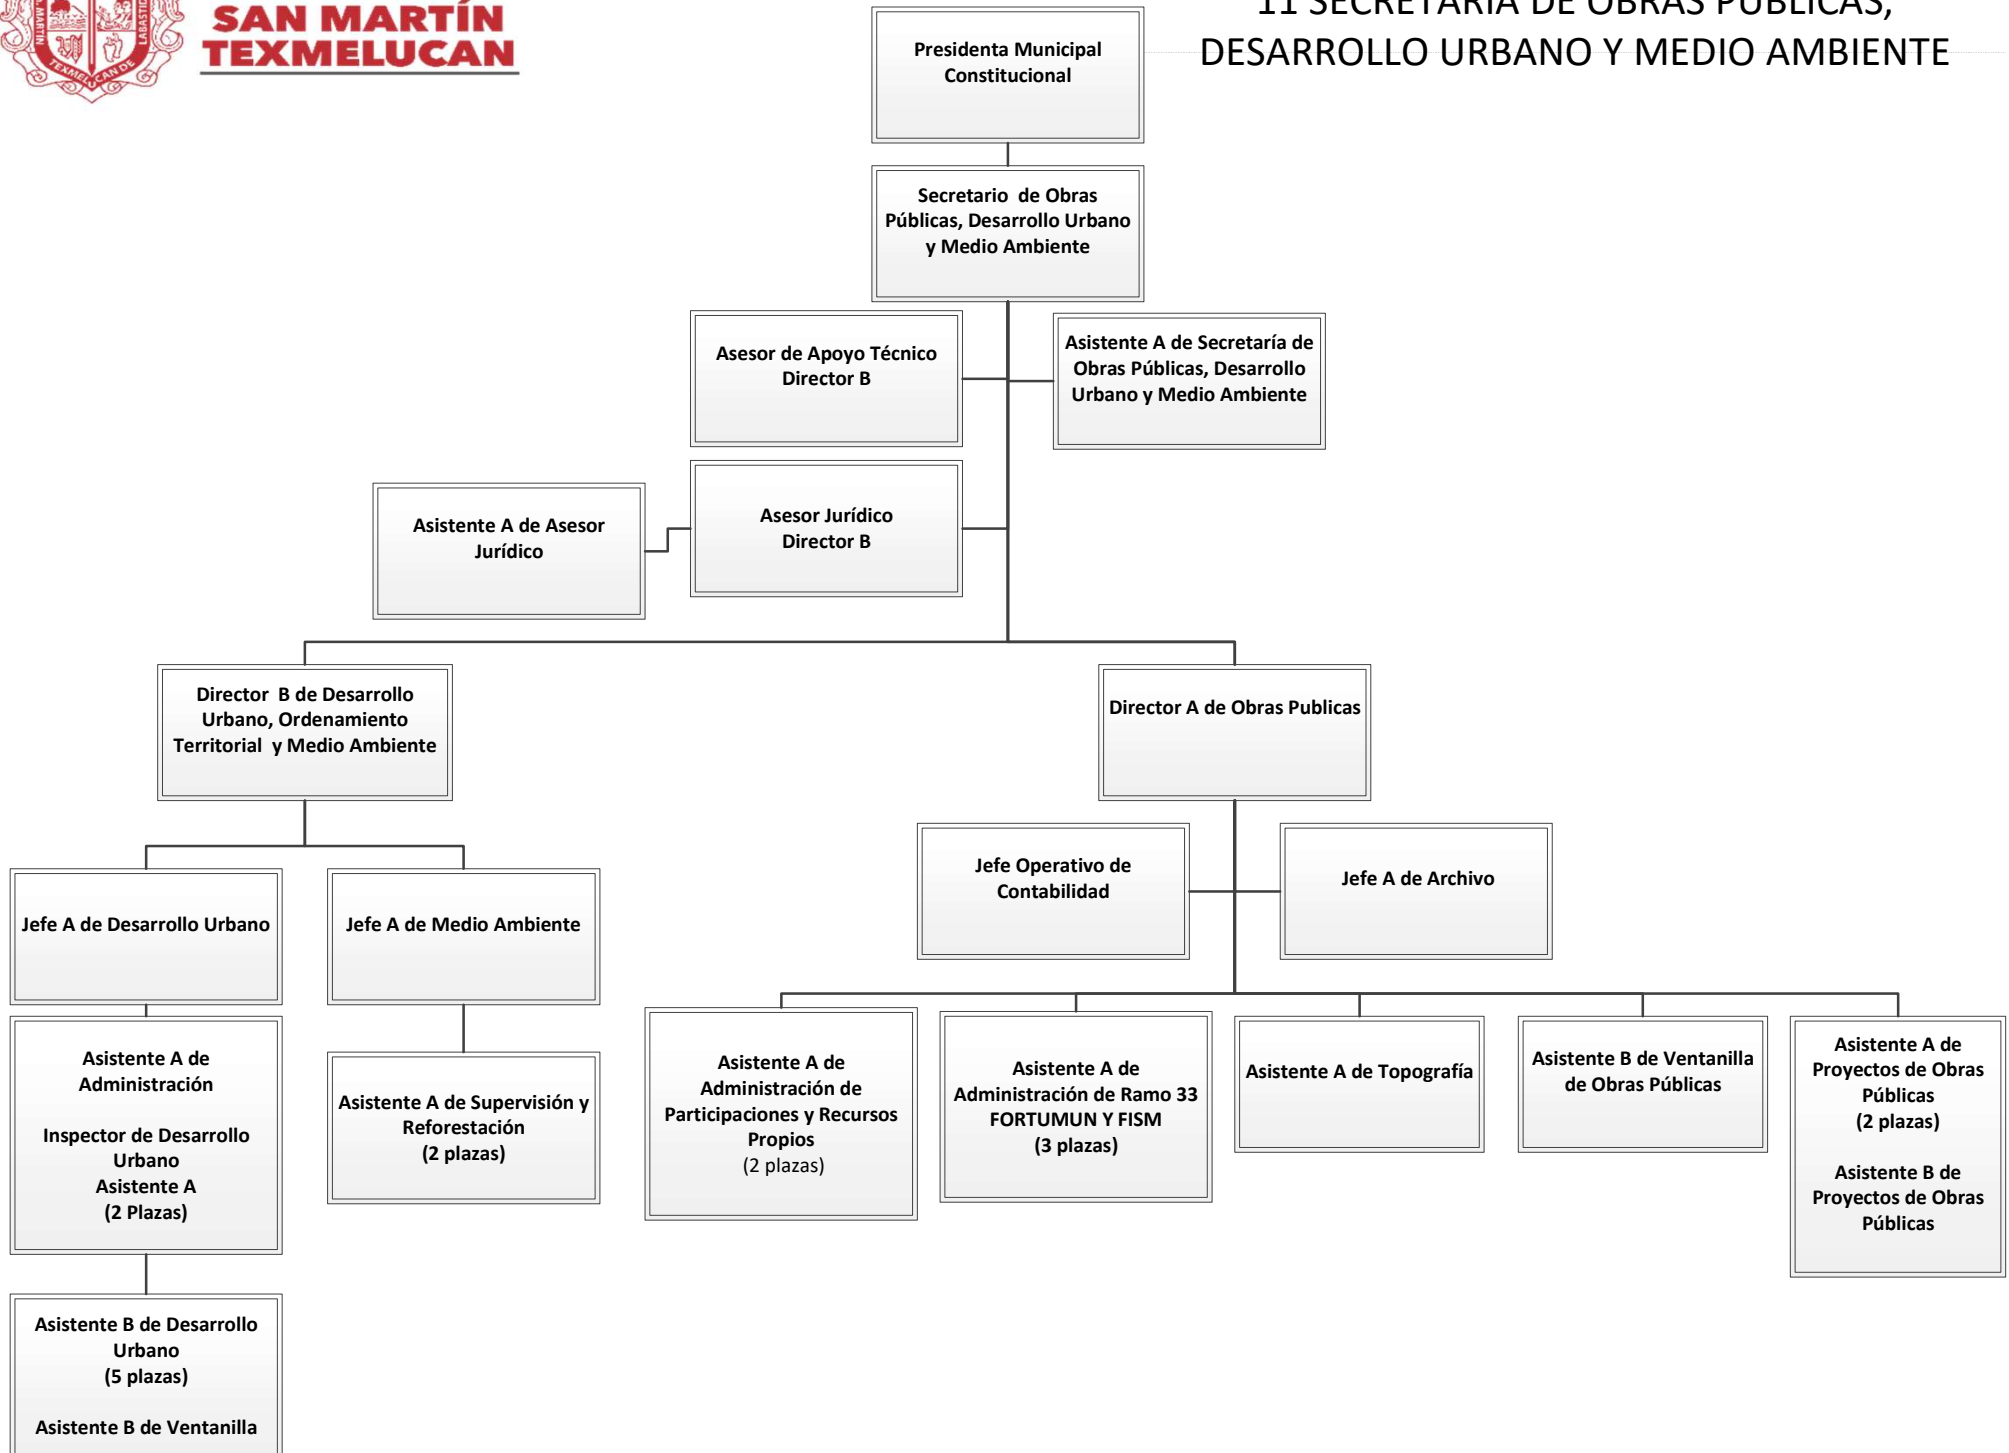 SAN MARTÍN
TEXMELUCAN
11 SECRETARIA DE OBRAS PUBLICAS,
DESARROLLO URBANO Y MEDIO AMBIENTE
Presidenta Municipal
Constitucional
Secretario de Obras
Públicas, Desarrollo Urbano
y Medio Ambiente
Asesor de Apoyo Técnico
Director B
Asistente A de Secretaría de
Obras Públicas, Desarrollo
Urbano y Medio Ambiente
Asistente A de Asesor
Jurídico
Asesor Jurídico
Director B
Director B de Desarrollo
Urbano, Ordenamiento
Territorial y Medio Ambiente
Director A de Obras Publicas
Jefe Operativo de
Contabilidad
Jefe A de Archivo
Jefe A de Desarrollo Urbano
Jefe A de Medio Ambiente
Asistente A de
Administración
Inspector de Desarrollo
Urbano
Asistente A
(2 Plazas)
Asistente A de Supervisión y
Reforestación
(2 plazas)
Asistente A de
Administración de
Participaciones y Recursos
Propios
(2 plazas)
Asistente A de
Administración de Ramo 33
FORTUMUN Y FISM
(3 plazas)
Asistente A de Topografía
Asistente B de Ventanilla
de Obras Públicas
Asistente A de
Proyectos de Obras
Públicas
(2 plazas)
Asistente B de
Proyectos de Obras
Públicas
Asistente B de Desarrollo
Urbano
(5 plazas)
Asistente B de Ventanilla